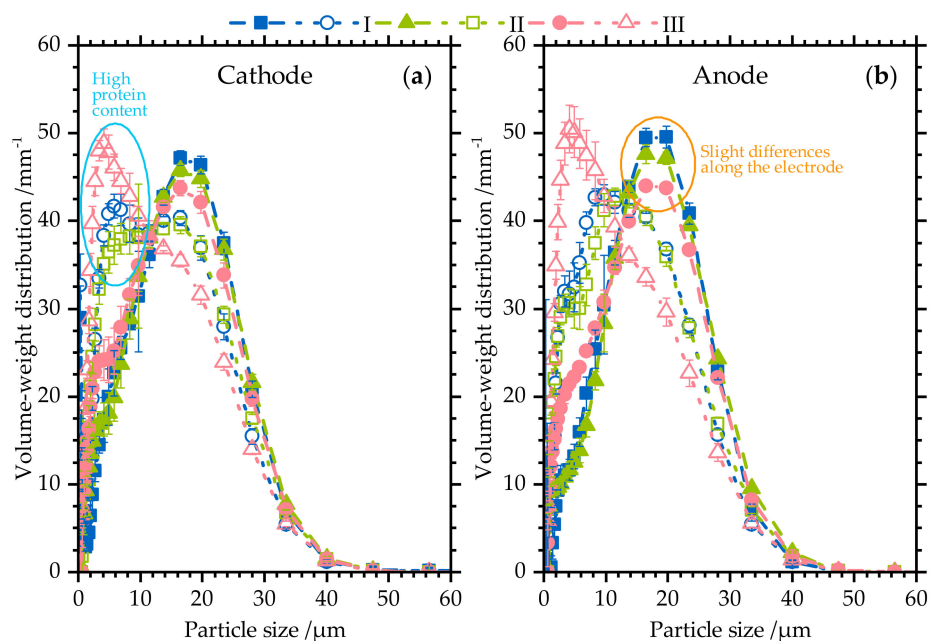 I II III
Cathode (a)
High
protein
content
Volume-weight distribution /mm-1
60
50
40
30
20
10
0
0 10 20 30 40 50 60
Particle size /µm
Anode (b)
Slight differences
along the electrode
Volume-weight distribution /mm-1
60
50
40
30
20
10
0
0 10 20 30 40 50 60
Particle size /µm